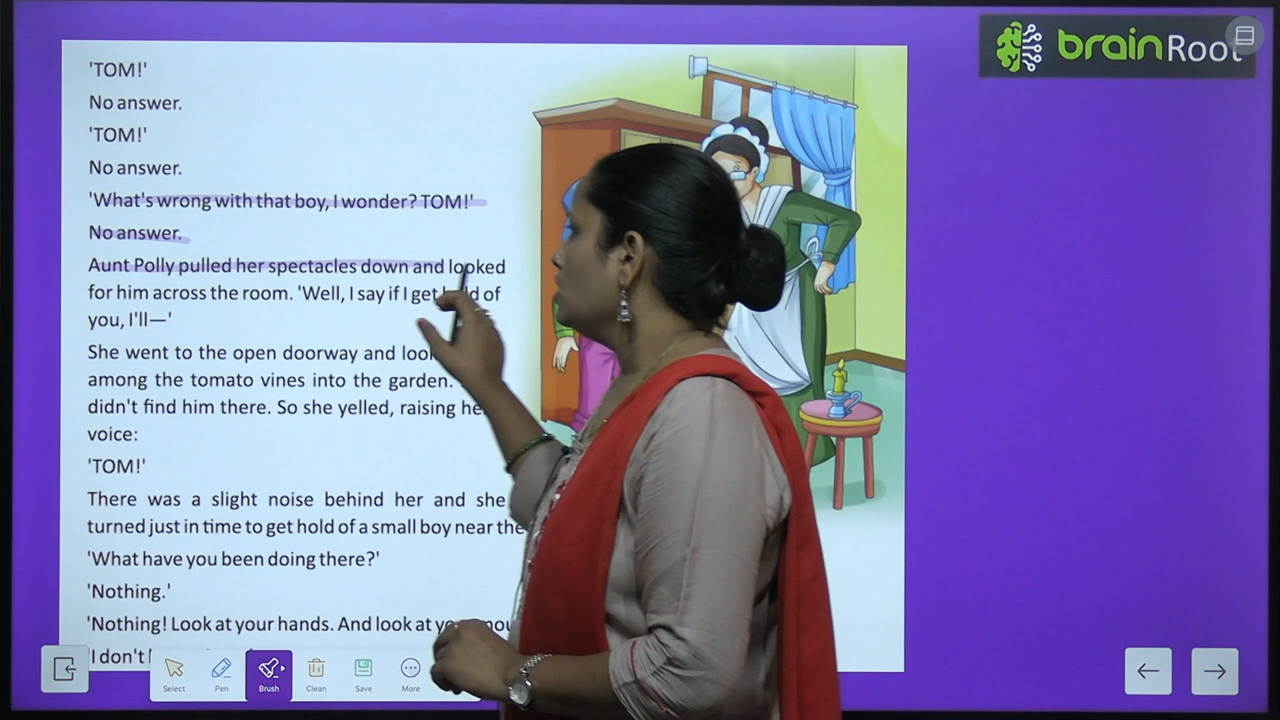 'TOM!'
No answer.
'TOM!'
No answer.
'What's wrong with that boy, I wonder? TOM!'
No answer.
Aunt Polly pulled her spectacles down and looked
for him across the room. 'Well, I say if I get of
you, I'll—'
She went to the open doorway and
among the tomato vines into the garden.
didn't find him there. So she yelled, raising
voice:
'TOM!'
There was a slight noise behind her and she
turned just in time to get hold of a small boy near the
'What have you been doing there?'
'Nothing.'
'Nothing! Look at your hands. And look at
'I don't
brainRoot
Select
Pen
Brush
Clean
Save
More